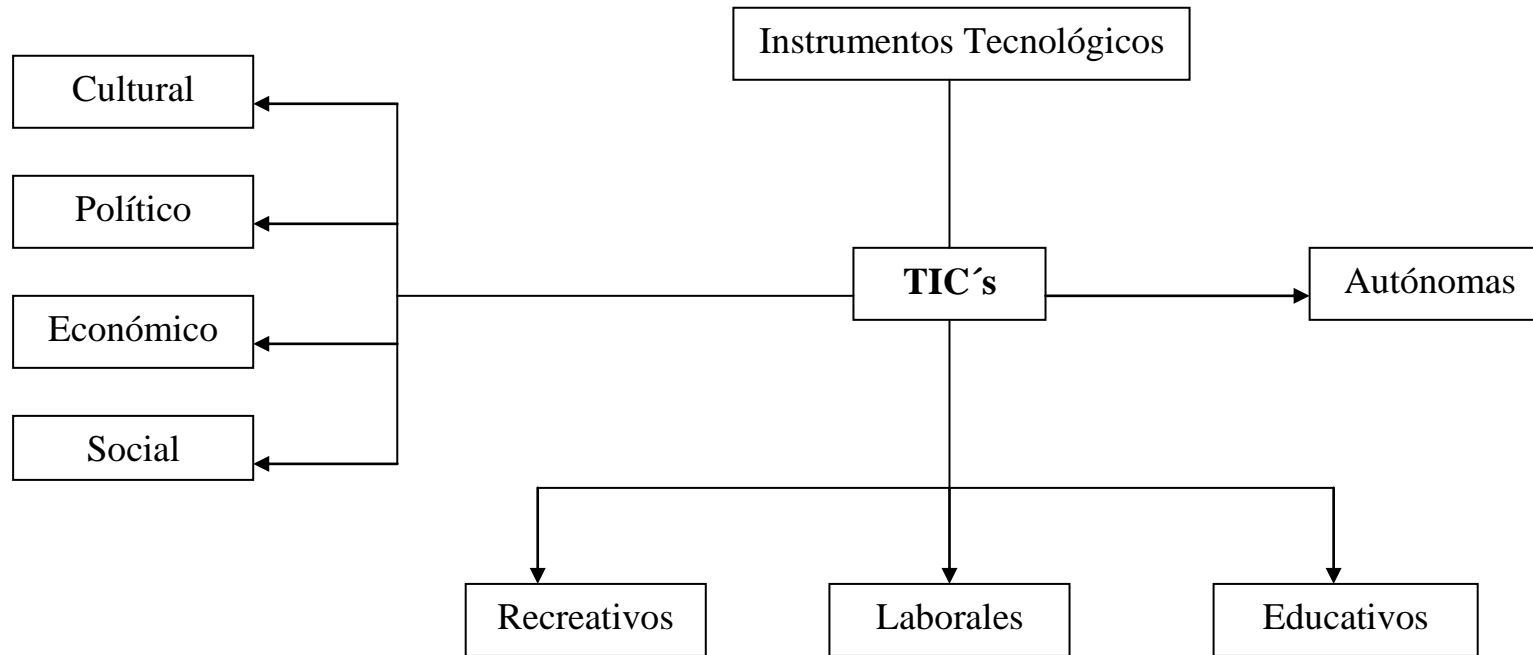 Instrumentos Tecnológicos
Cultural
Político
TIC´s
Autónomas
Económico
Social
Recreativos
Laborales
Educativos